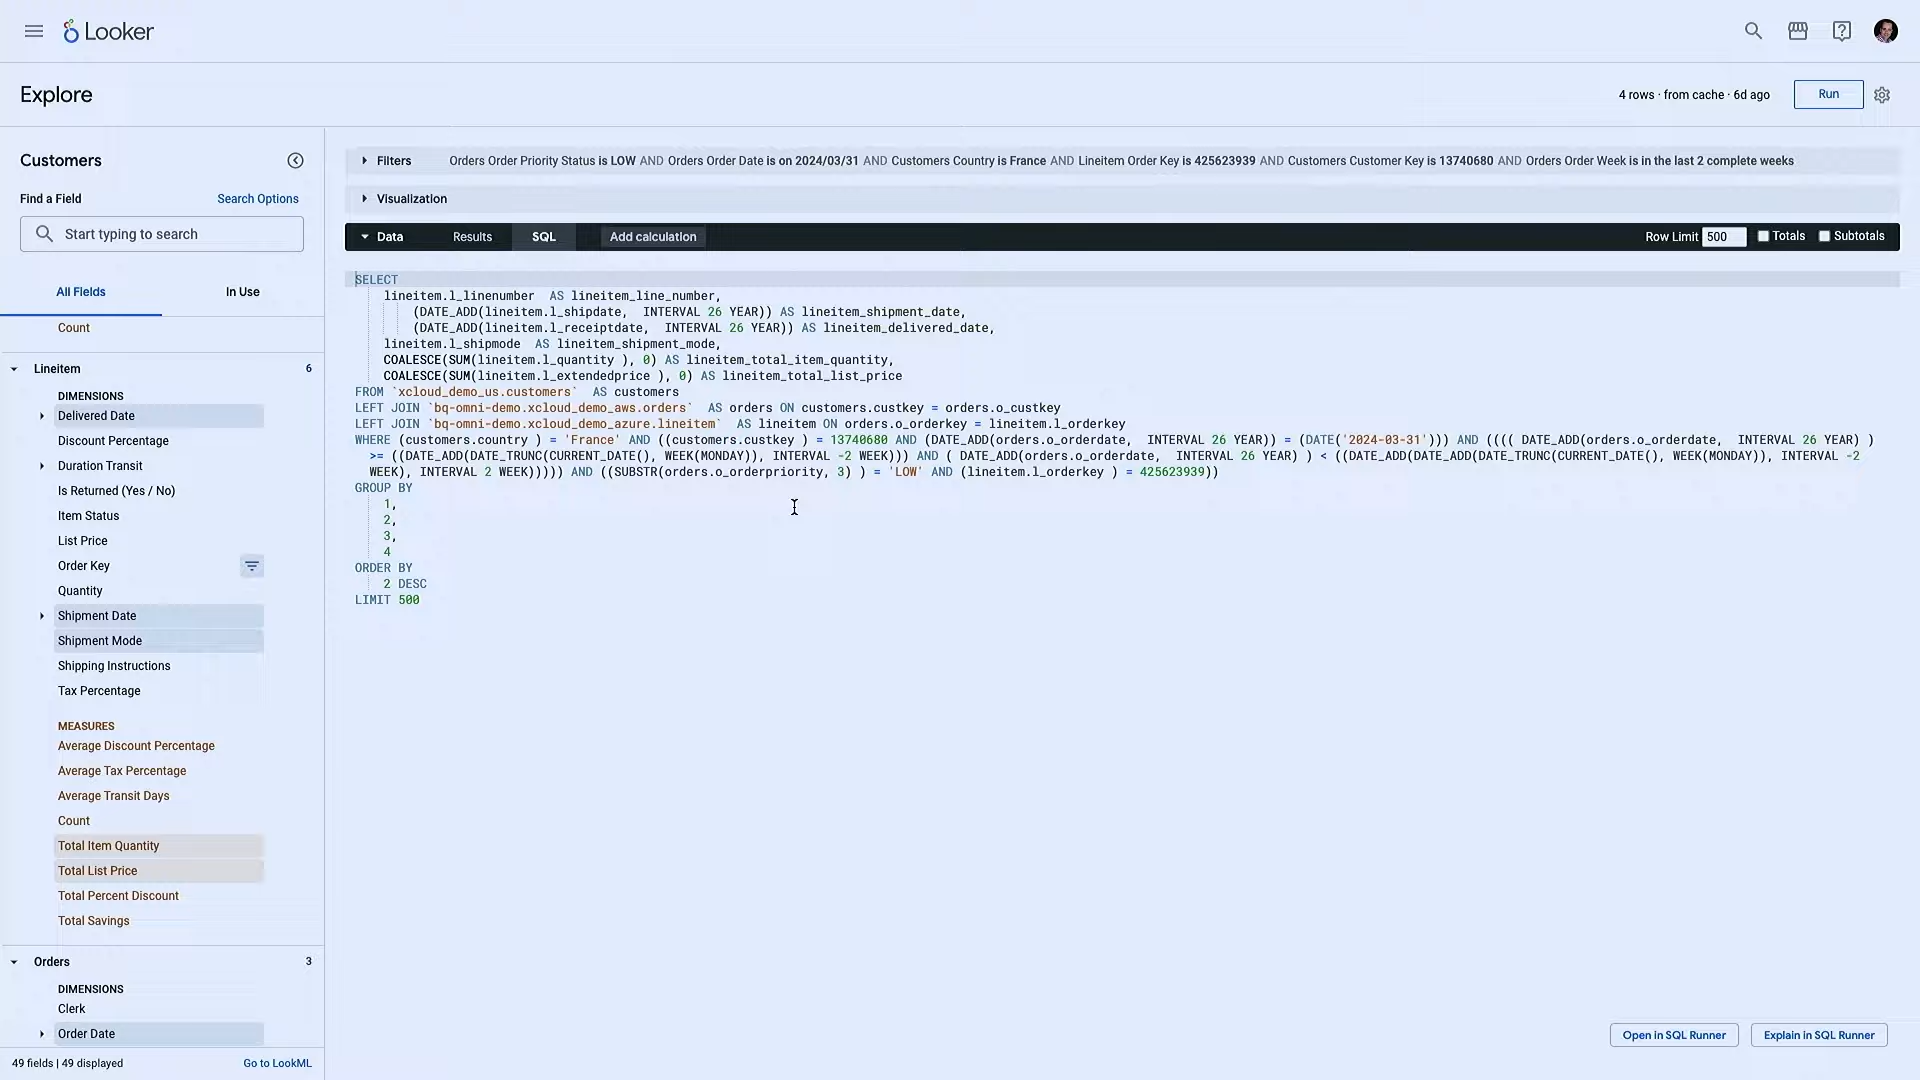 Looker
Explore
4 rows · from cache · 6d ago
Run
Customers
Find a Field
Search Options
Start typing to search
All Fields
In Use
Count
Lineitem 6
DIMENSIONS
Delivered Date
Discount Percentage
Duration Transit
Is Returned (Yes / No)
Item Status
List Price
Order Key
Quantity
Shipment Date
Shipment Mode
Shipping Instructions
Tax Percentage
MEASURES
Average Discount Percentage
Average Tax Percentage
Average Transit Days
Count
Total Item Quantity
Total List Price
Total Percent Discount
Total Savings
Orders 3
DIMENSIONS
Clerk
Order Date
49 fields | 49 displayed
Go to LookML
Filters Orders Order Priority Status is LOW AND Orders Order Date is on 2024/03/31 AND Customers Country is France AND Lineitem Order Key is 425623939 AND Customers Customer Key is 13740680 AND Orders Order Week is in the last 2 complete weeks
Visualization
Data Results SQL Add calculation Row Limit 500 Totals Subtotals
SELECT
lineitem.l_linenumber AS lineitem_line_number,
(DATE_ADD(lineitem.l_shipdate, INTERVAL 26 YEAR)) AS lineitem_shipment_date,
(DATE_ADD(lineitem.l_receiptdate, INTERVAL 26 YEAR)) AS lineitem_delivered_date,
lineitem.l_shipmode AS lineitem_shipment_mode,
COALESCE(SUM(lineitem.l_quantity ), 0) AS lineitem_total_item_quantity,
COALESCE(SUM(lineitem.l_extendedprice ), 0) AS lineitem_total_list_price
FROM `xcloud_demo_us.customers` AS customers
LEFT JOIN `bq-omni-demo.xcloud_demo_aws.orders` AS orders ON customers.custkey = orders.o_custkey
LEFT JOIN `bq-omni-demo.xcloud_demo_azure.lineitem` AS lineitem ON orders.o_orderkey = lineitem.l_orderkey
WHERE (customers.country ) = 'France' AND ((customers.custkey ) = 13740680 AND (DATE_ADD(orders.o_orderdate, INTERVAL 26 YEAR)) = (DATE('2024-03-31'))) AND (((( DATE_ADD(orders.o_orderdate, INTERVAL 26 YEAR) )
>= ((DATE_ADD(DATE_TRUNC(CURRENT_DATE(), WEEK(MONDAY)), INTERVAL -2 WEEK))) AND ( DATE_ADD(orders.o_orderdate, INTERVAL 26 YEAR) ) < ((DATE_ADD(DATE_ADD(DATE_TRUNC(CURRENT_DATE(), WEEK(MONDAY)), INTERVAL -2
WEEK), INTERVAL 2 WEEK))))) AND ((SUBSTR(orders.o_orderpriority, 3) ) = 'LOW' AND (lineitem.l_orderkey ) = 425623939))
GROUP BY
1,
2,
3,
4
ORDER BY
2 DESC
LIMIT 500
Open in SQL Runner
Explain in SQL Runner